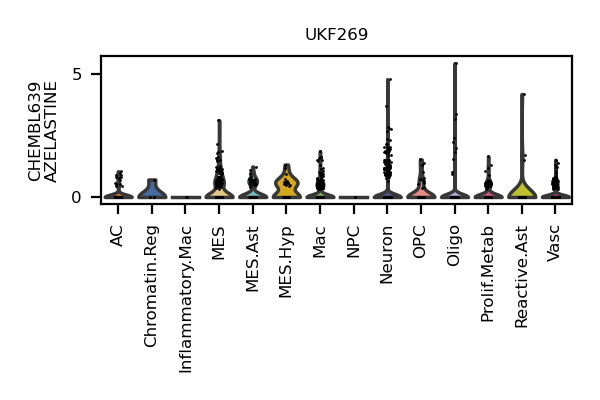 UKF269
CHEMBL639
AZELASTINE
5
0
AC
Chromatin.Reg
Inflammatory.Mac
MES
MES.Ast
MES.Hyp
Mac
NPC
Neuron
OPC
Oligo
Prolif.Metab
Reactive.Ast
Vasc